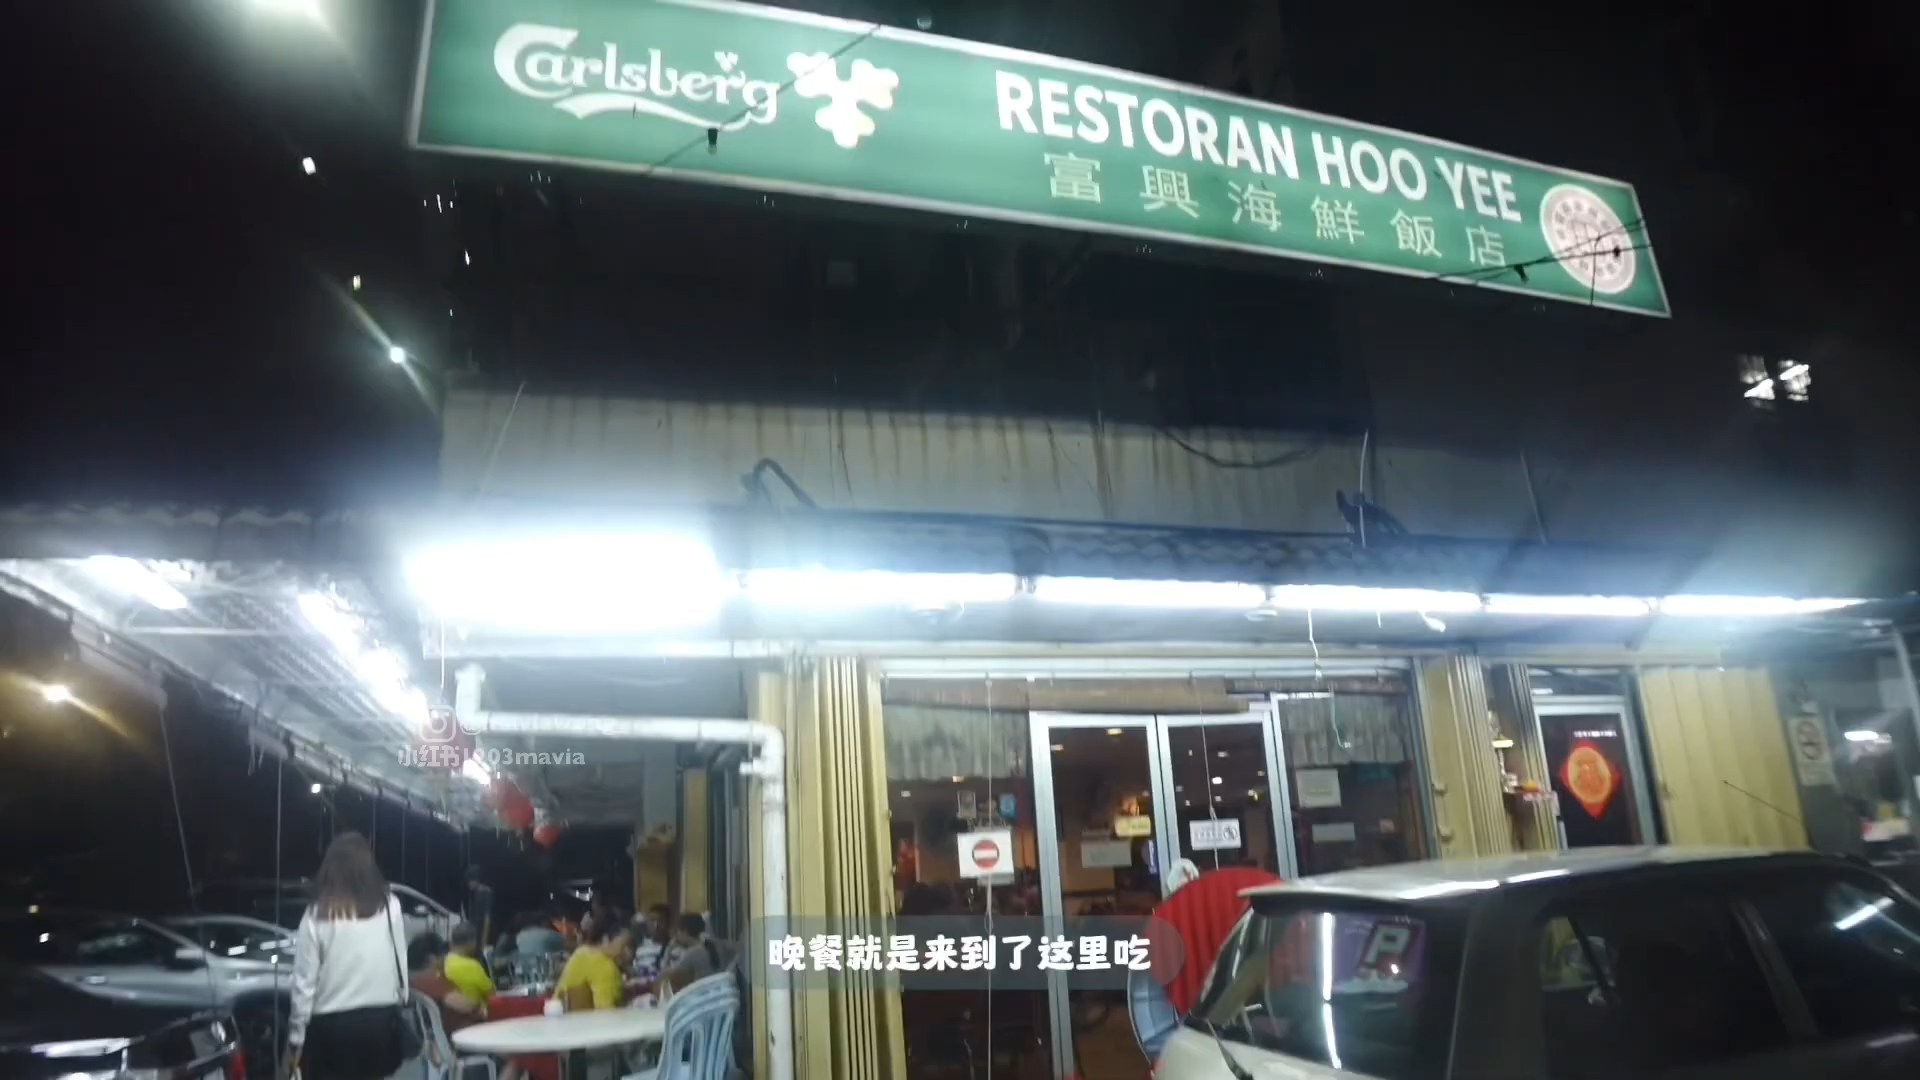 Carlsberg
RESTORAN HOO YEE
富興海鮮飯店
小红书1003mavia
P
晚餐就是来到了这里吃